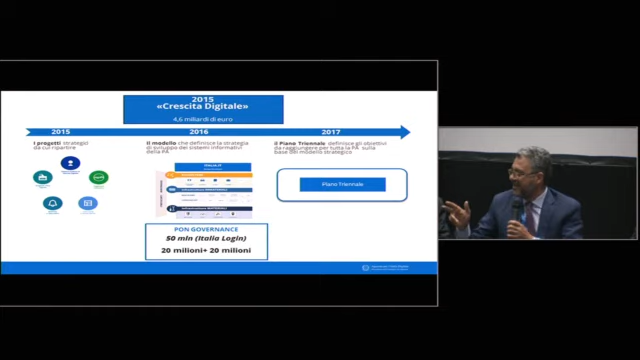 2015
«Crescita Digitale»
4,6 miliardi di euro
2015
2016
2017
I progetti strategici
da cui ripartire
Il modello che definisce la strategia
di sviluppo dei sistemi informativi
della PA
il Piano Triennale definisce gli obiettivi
da raggiungere per tutta la PA sulla
base del modello strategico
ITALIA.IT
Piano Triennale
PON GOVERNANCE
50 mln (Italia Login)
20 milioni+ 20 milioni